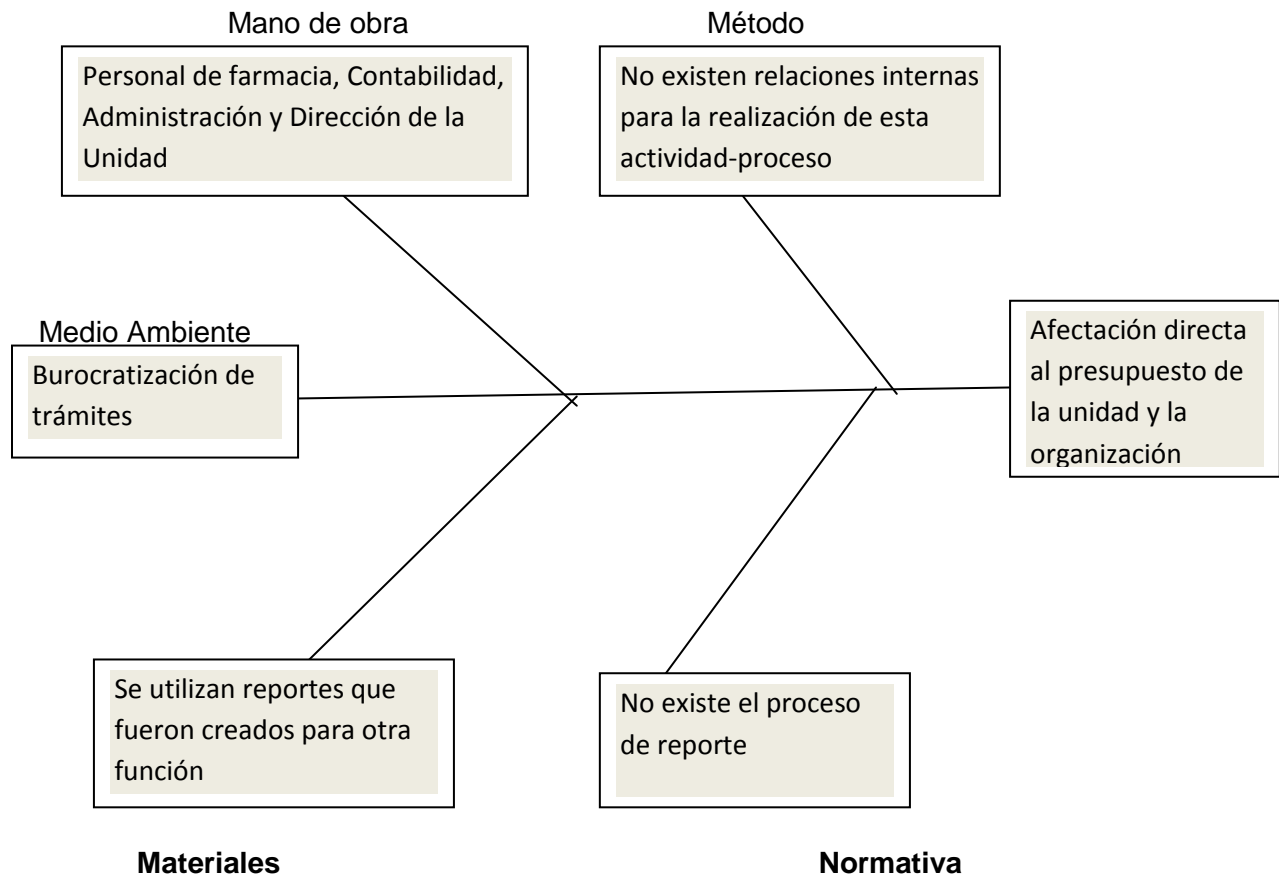 Mano de obra
Personal de farmacia, Contabilidad,
Administración y Dirección de la
Unidad
Método
No existen relaciones internas
para la realización de esta
actividad-proceso
Medio Ambiente
Burocratización de
trámites
Afectación directa
al presupuesto de
la unidad y la
organización
Se utilizan reportes que
fueron creados para otra
función
Materiales
No existe el proceso
de reporte
Normativa